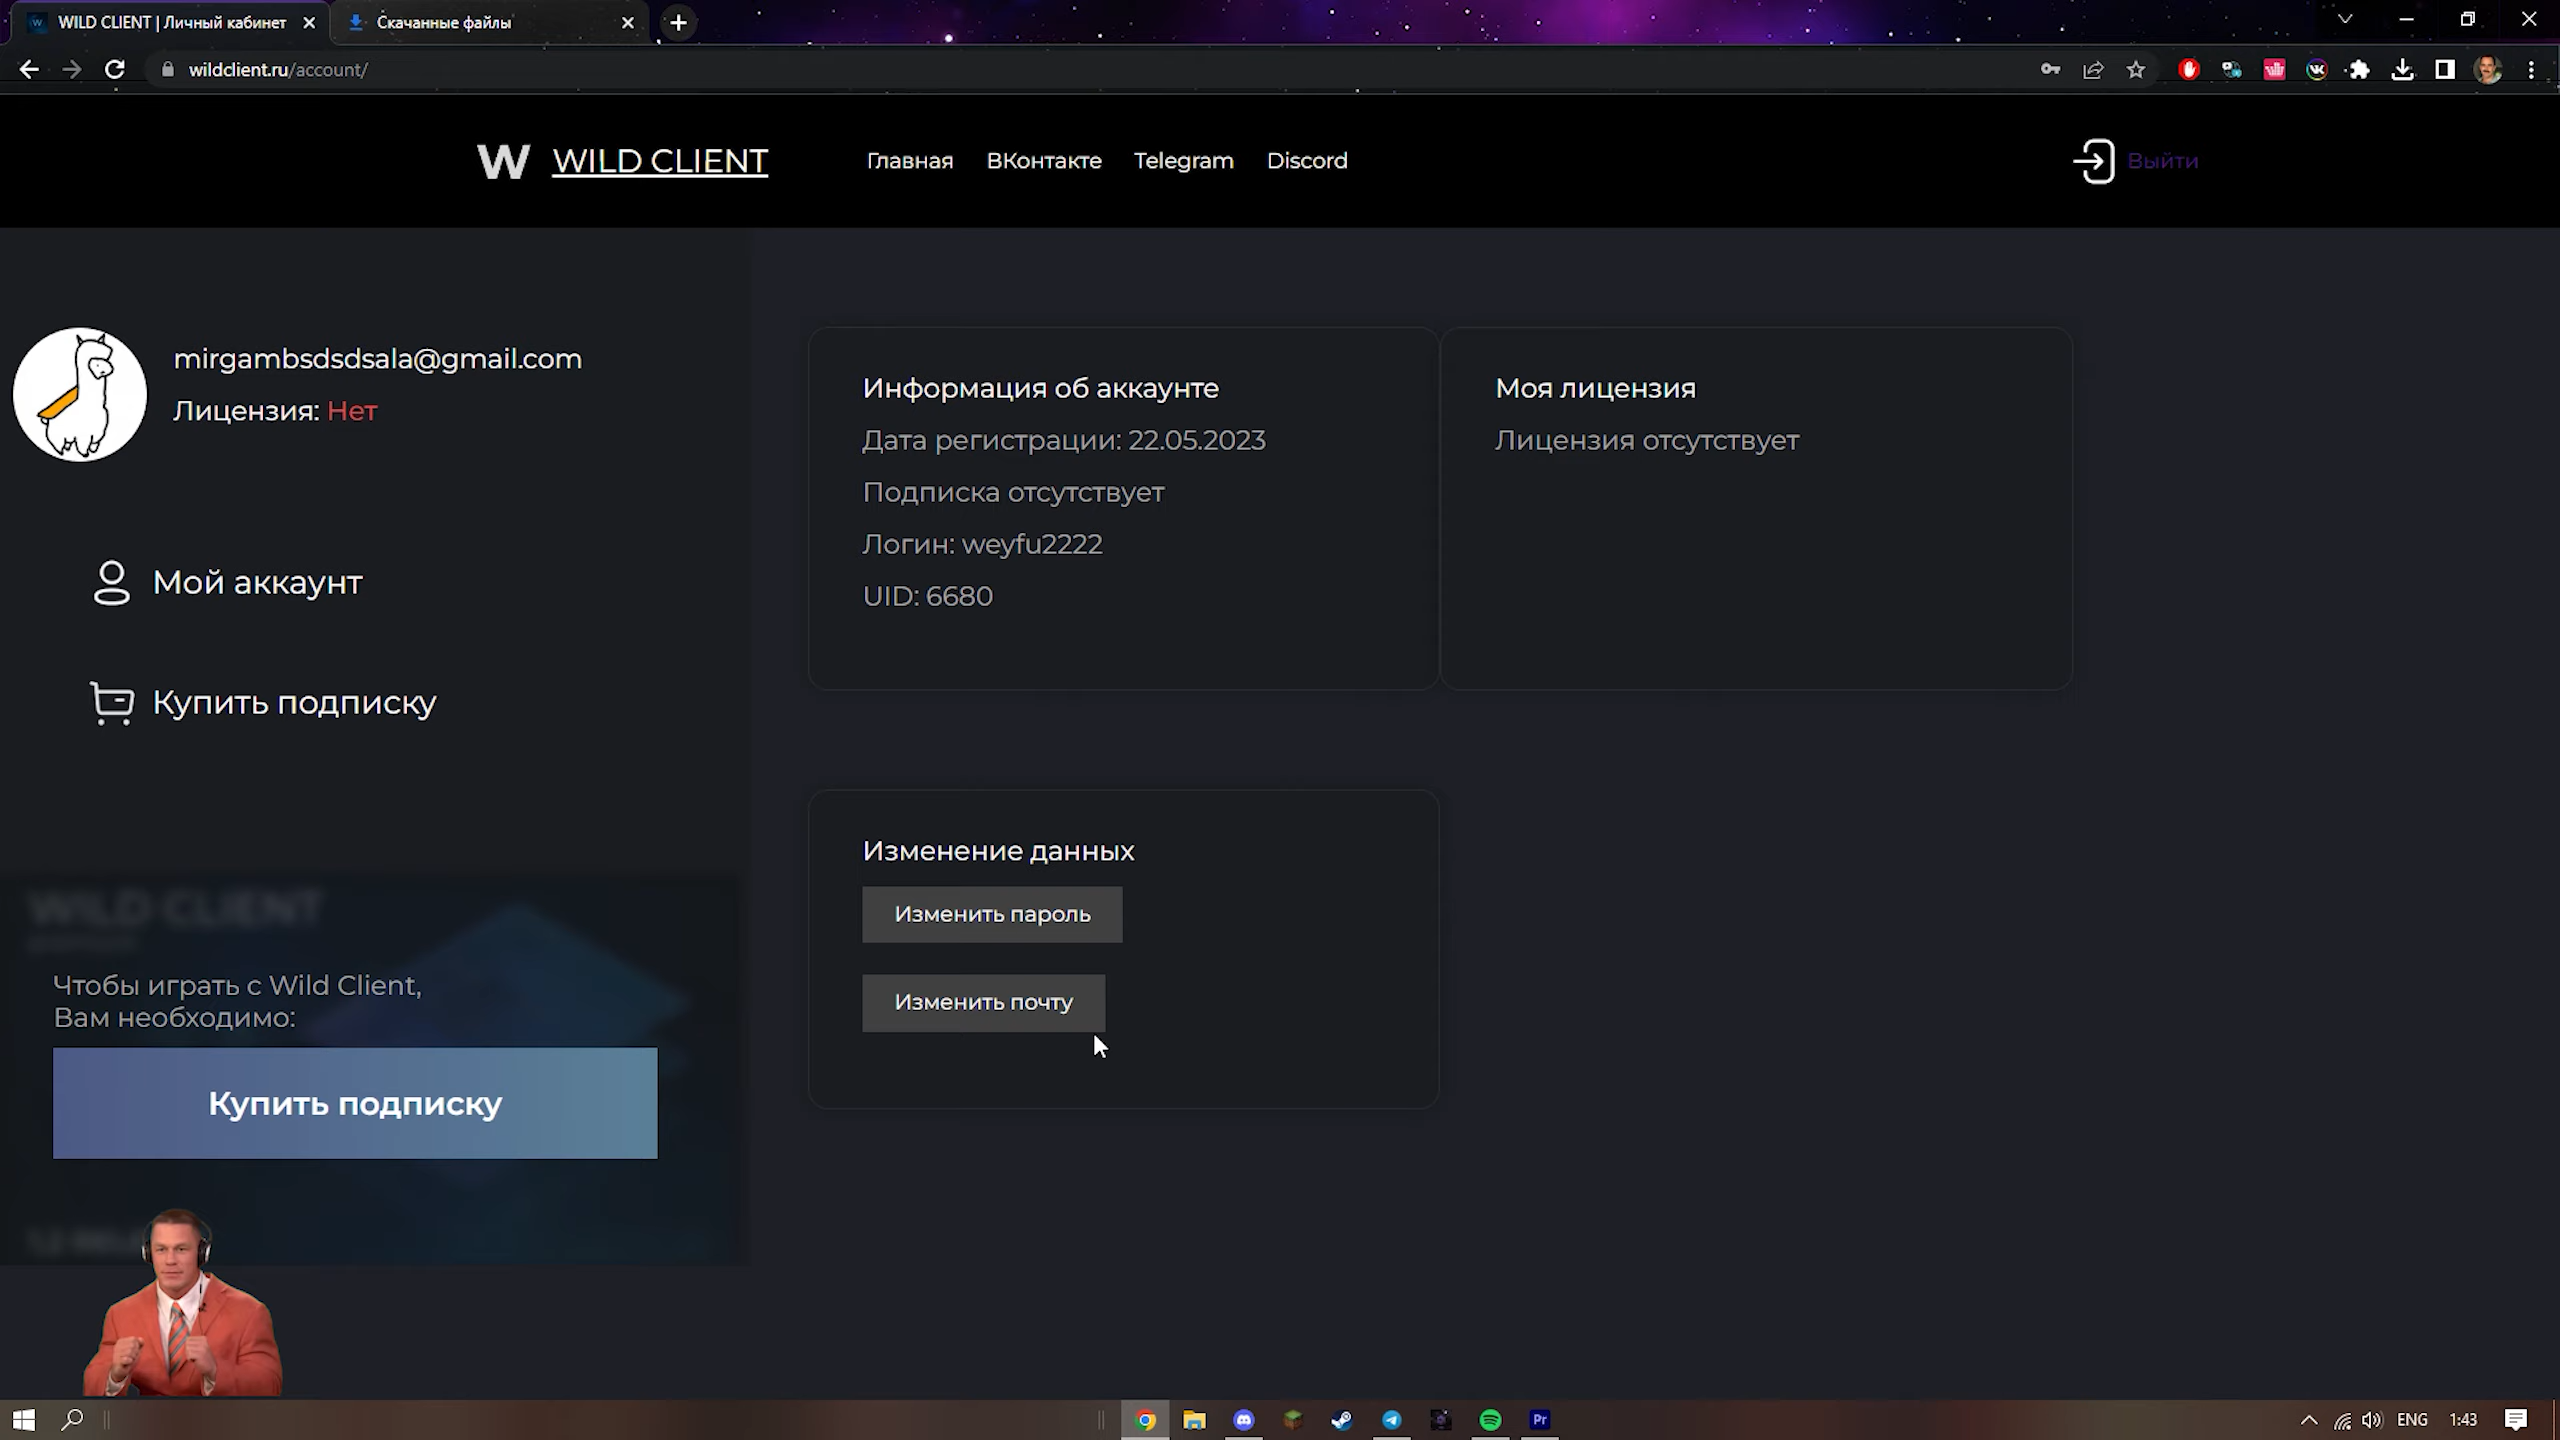 WILD CLIENT | Личный кабинет
Скачанные файлы
wildclient.ru/account/
W WILD CLIENT
Главная
ВКонтакте
Telegram
Discord
Выйти
mirgambsdsdsala@gmail.com
Лицензия: Нет
Мой аккаунт
Купить подписку
WILD CLIENT
Чтобы играть с Wild Client,
Вам необходимо:
Купить подписку
Информация об аккаунте
Дата регистрации: 22.05.2023
Подписка отсутствует
Логин: weyfu2222
UID: 6680
Моя лицензия
Лицензия отсутствует
Изменение данных
Изменить пароль
Изменить почту
Pr
ENG
1:43